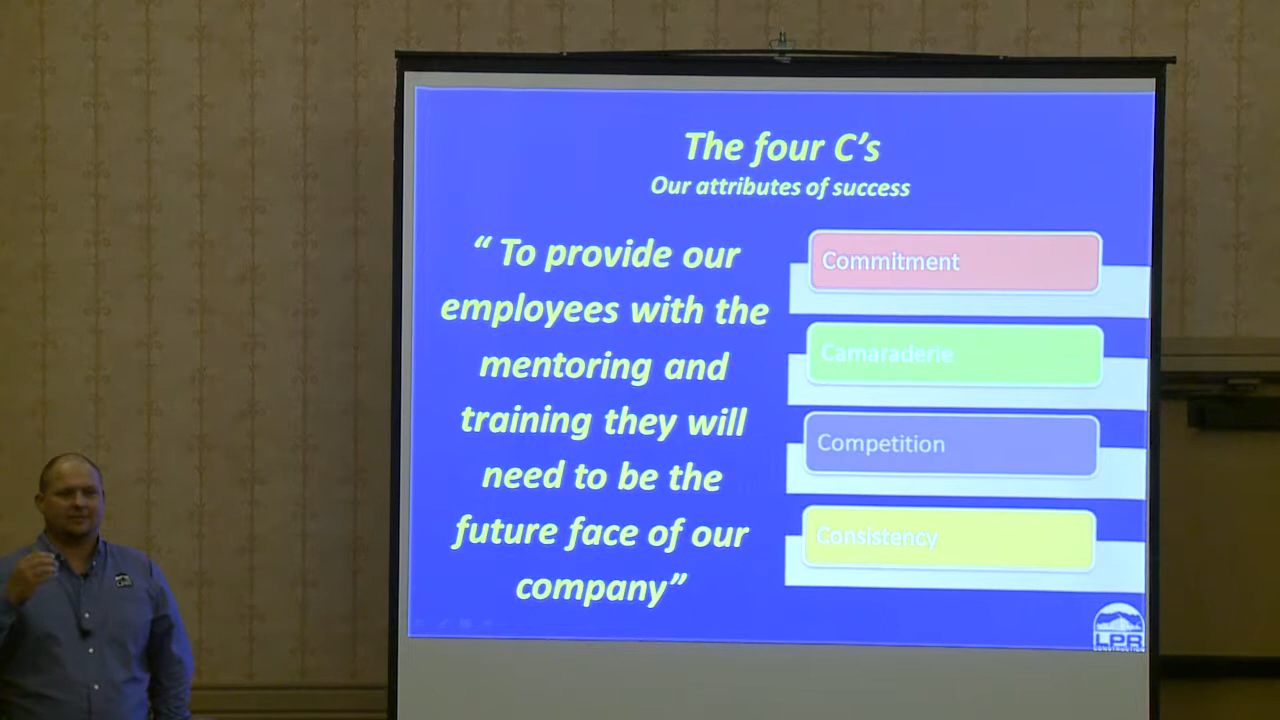 The four C's
Our attributes of success
“ To provide our
employees with the
mentoring and
training they will
need to be the
future face of our
company”
Commitment
Camaraderie
Competition
Consistency
LPR
CONSTRUCTION